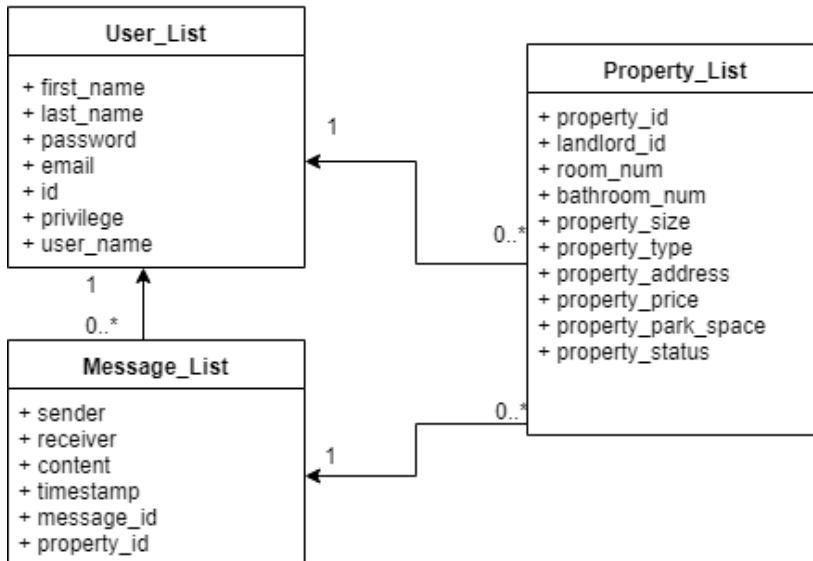 User_List
+ first_name
+ last_name
+ password
+ email
+ id
+ privilege
+ user_name
1
0..*
Property_List
+ property_id
+ landlord_id
+ room_num
+ bathroom_num
+ property_size
+ property_type
+ property_address
+ property_price
+ property_park_space
+ property_status
1
0..*
Message_List
+ sender
+ receiver
+ content
+ timestamp
+ message_id
+ property_id
0..*
1